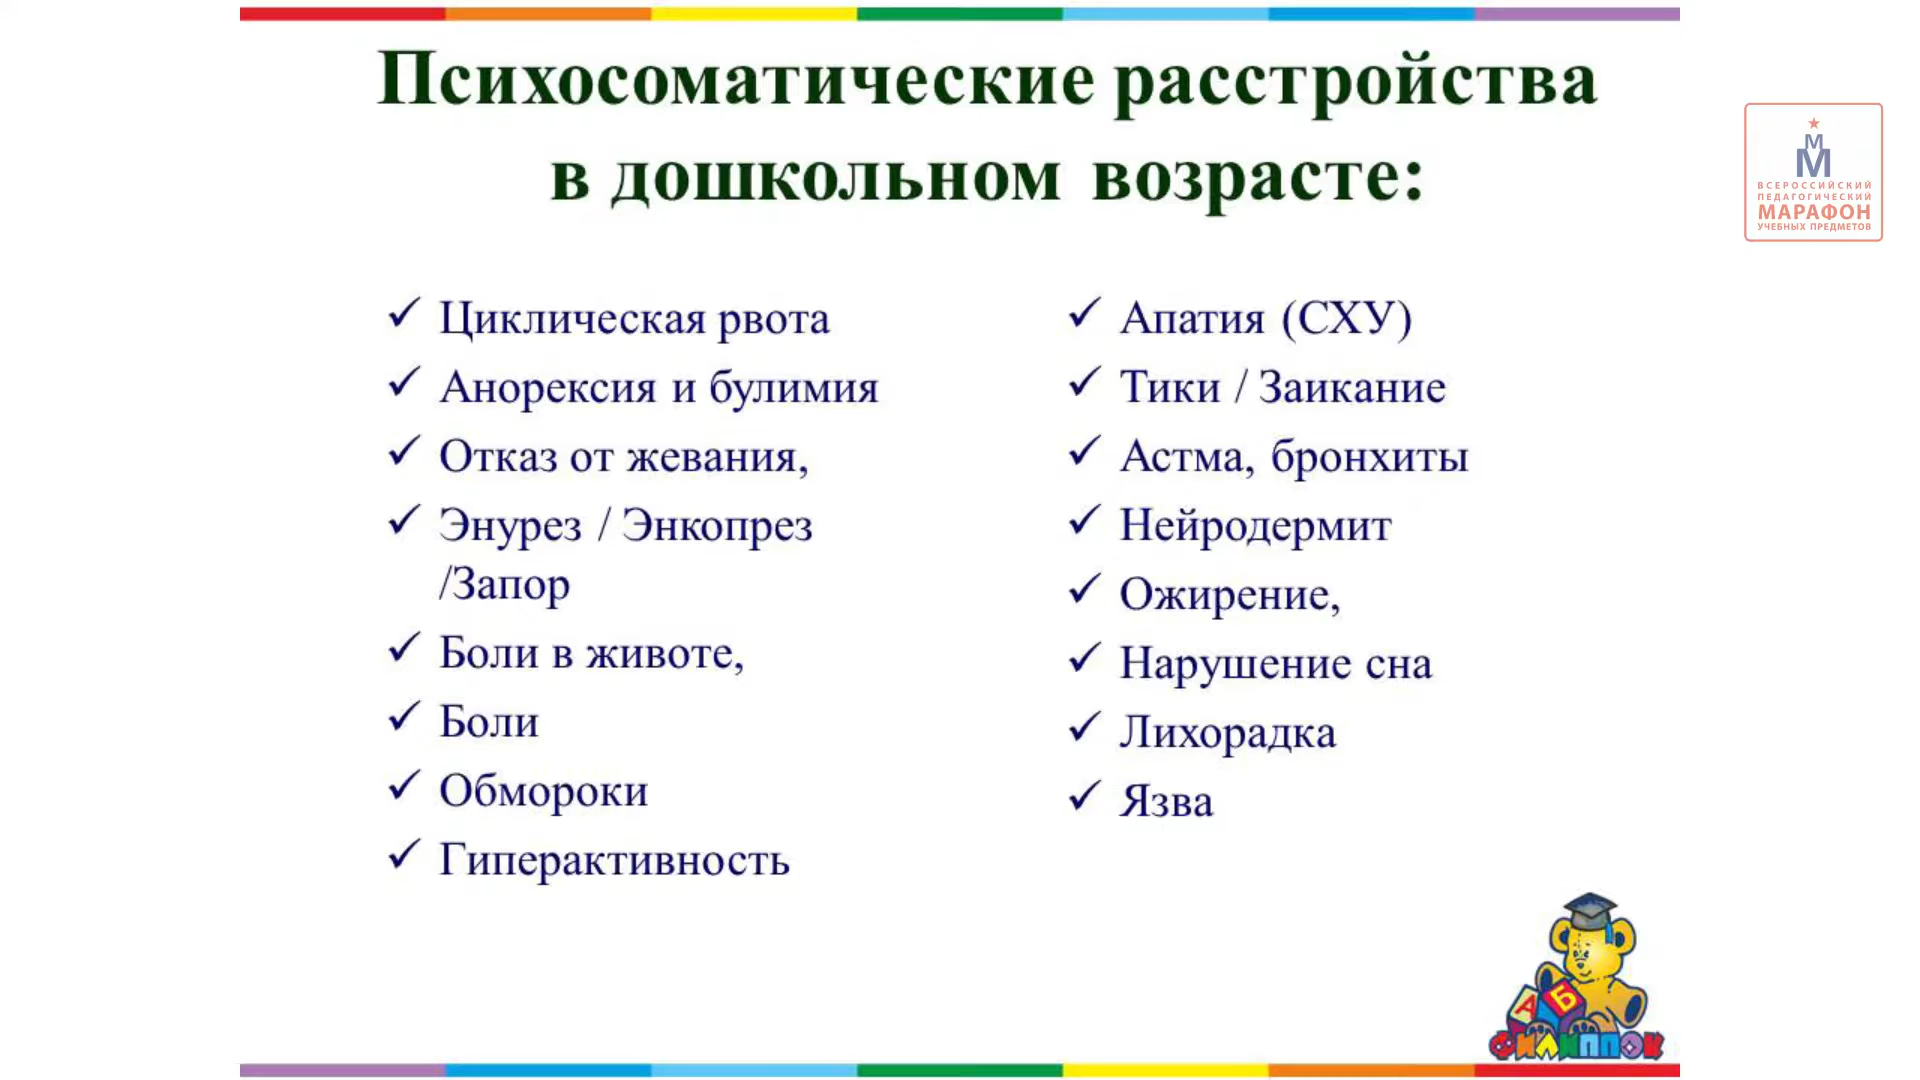 Психосоматические расстройства
в дошкольном возрасте:
Циклическая рвота
Анорексия и булимия
Отказ от жевания,
Энурез / Энкопрез
/Запор
Боли в животе,
Боли
Обмороки
Гиперактивность
Апатия (СХУ)
Тики / Заикание
Астма, бронхиты
Нейродермит
Ожирение,
Нарушение сна
Лихорадка
Язва
М
М
ВСЕРОССИЙСКИЙ
ПЕДАГОГИЧЕСКИЙ
МАРАФОН
УЧЕБНЫХ ПРЕДМЕТОВ
А Б
ФИЛИППОК